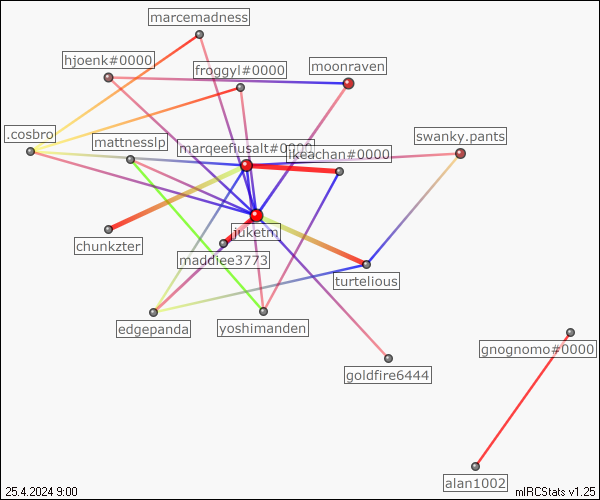 marcemadness
hjoenk#0000
froggyl#0000
moonraven
.cosbro
mattnesslp
marqeefiusalt#0000
ikeachan#0000
swanky.pants
chunkzter
juketm
maddiee3773
turtelious
edgepanda
yoshimanden
gnognomo#0000
goldfire6444
alan1002
25.4.2024 9:00
mIRCStats v1.25